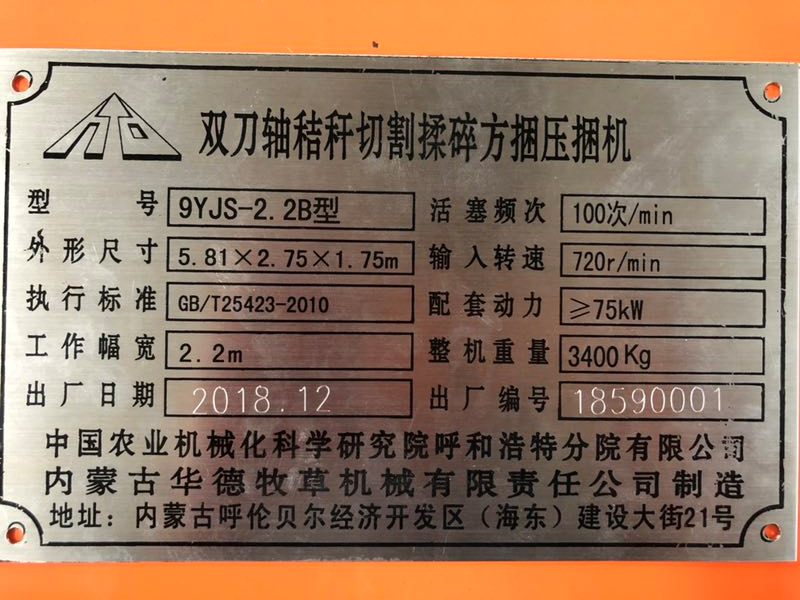 双刀轴秸秆切割揉碎方捆压捆机
型号 9YJS-2.2B型 活塞频次 100次/min
外形尺寸 5.81×2.75×1.75m 输入转速 720r/min
执行标准 GB/T25423-2010 配套动力 ≥75kW
工作幅宽 2.2m 整机重量 3400Kg
出厂日期 2018.12 出厂编号 18590001
中国农业机械化科学研究院呼和浩特分院有限公司
内蒙古华德牧草机械有限责任公司制造
地址：内蒙古呼伦贝尔经济开发区（海东）建设大街21号